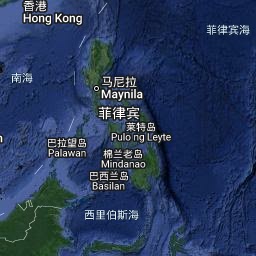 香港
Hong Kong
菲律宾海
南海
马尼拉
Maynila
菲律宾
莱特岛
Pulo ng Leyte
巴拉望岛
Palawan
棉兰老岛
Mindanao
巴西兰岛
Basilan
西里伯斯海